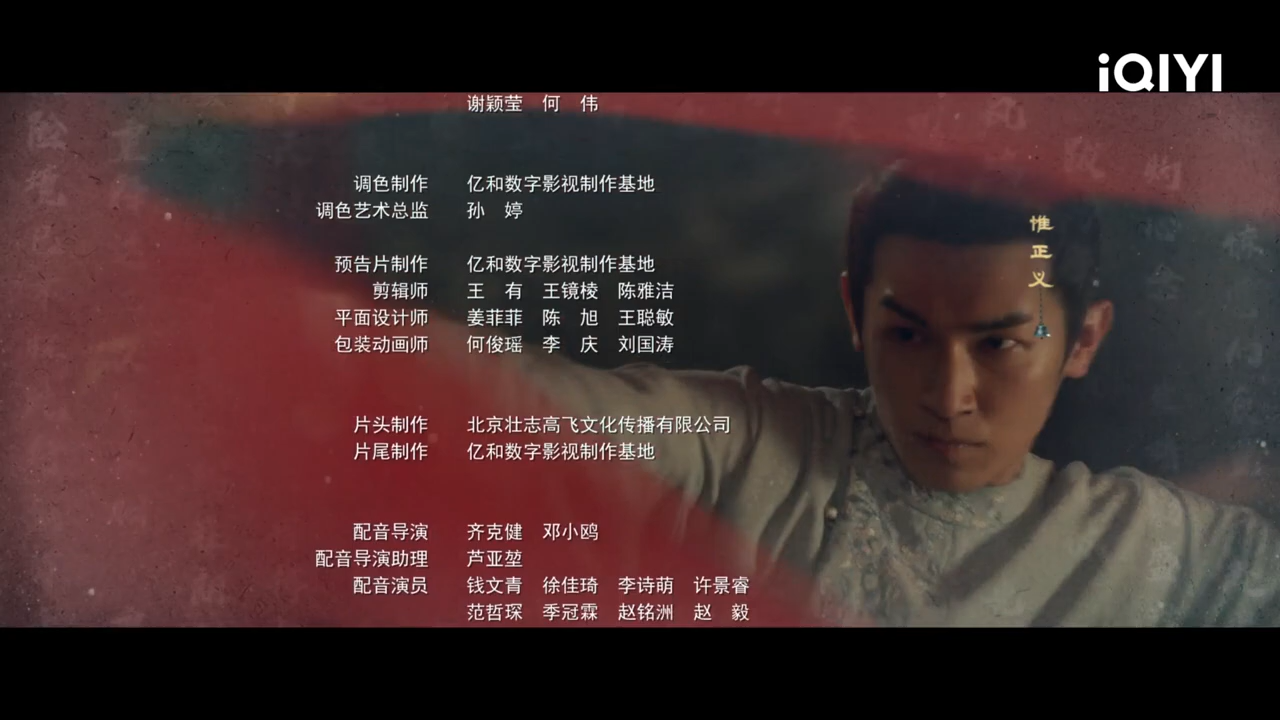 iQIYI
谢颖莹 何 伟
调色制作 亿和数字影视制作基地
调色艺术总监 孙 婷
预告片制作 亿和数字影视制作基地
剪辑师 王 有 王镜棱 陈雅洁
平面设计师 姜菲菲 陈 旭 王聪敏
包装动画师 何俊瑶 李 庆 刘国涛
片头制作 北京壮志高飞文化传播有限公司
片尾制作 亿和数字影视制作基地
配音导演 齐克健 邓小鸥
配音导演助理 芦亚堃
配音演员 钱文青 徐佳琦 李诗萌 许景睿
范哲琛 季冠霖 赵铭洲 赵 毅
惟正义